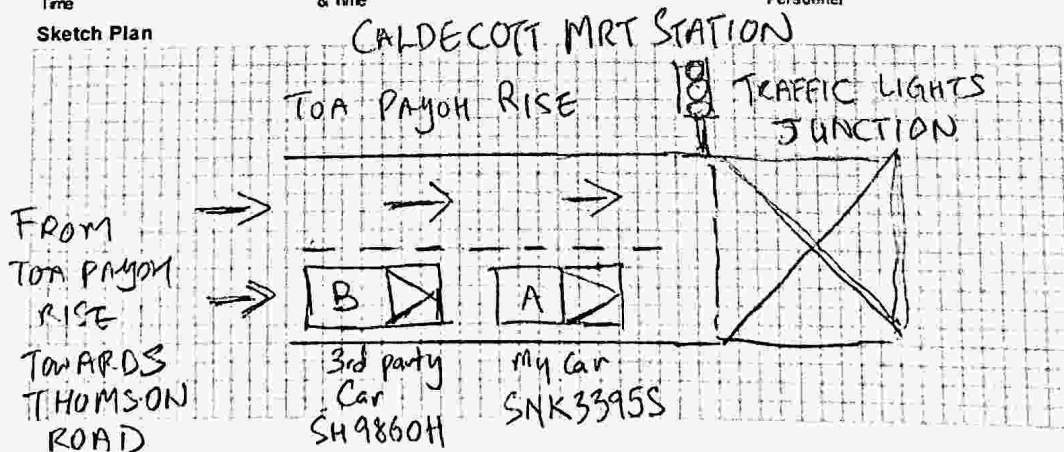 Time & Time Personnel
Sketch Plan
CALDECOTT MRT STATION
TOA PAYOH RISE
TRAFFIC LIGHTS
JUNCTION
FROM
TOA PAYOH
RISE
TOWARDS
THOMSON
ROAD
B
A
3rd party
Car
SH9860H
My Car
SNK3395S